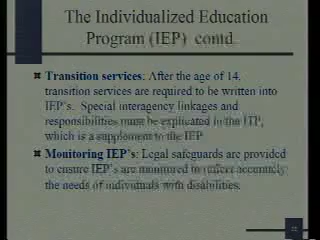 The Individualized Education
Program (IEP) contd.
Transition services: After the age of 14,
transition services are required to be written into
IEP's. Special interagency linkages and
responsibilities must be explicated in the ITP,
which is a supplement to the IEP
Monitoring IEP's: Legal safeguards are provided
to ensure IEP's are monitored to reflect accurately
the needs of individuals with disabilities.